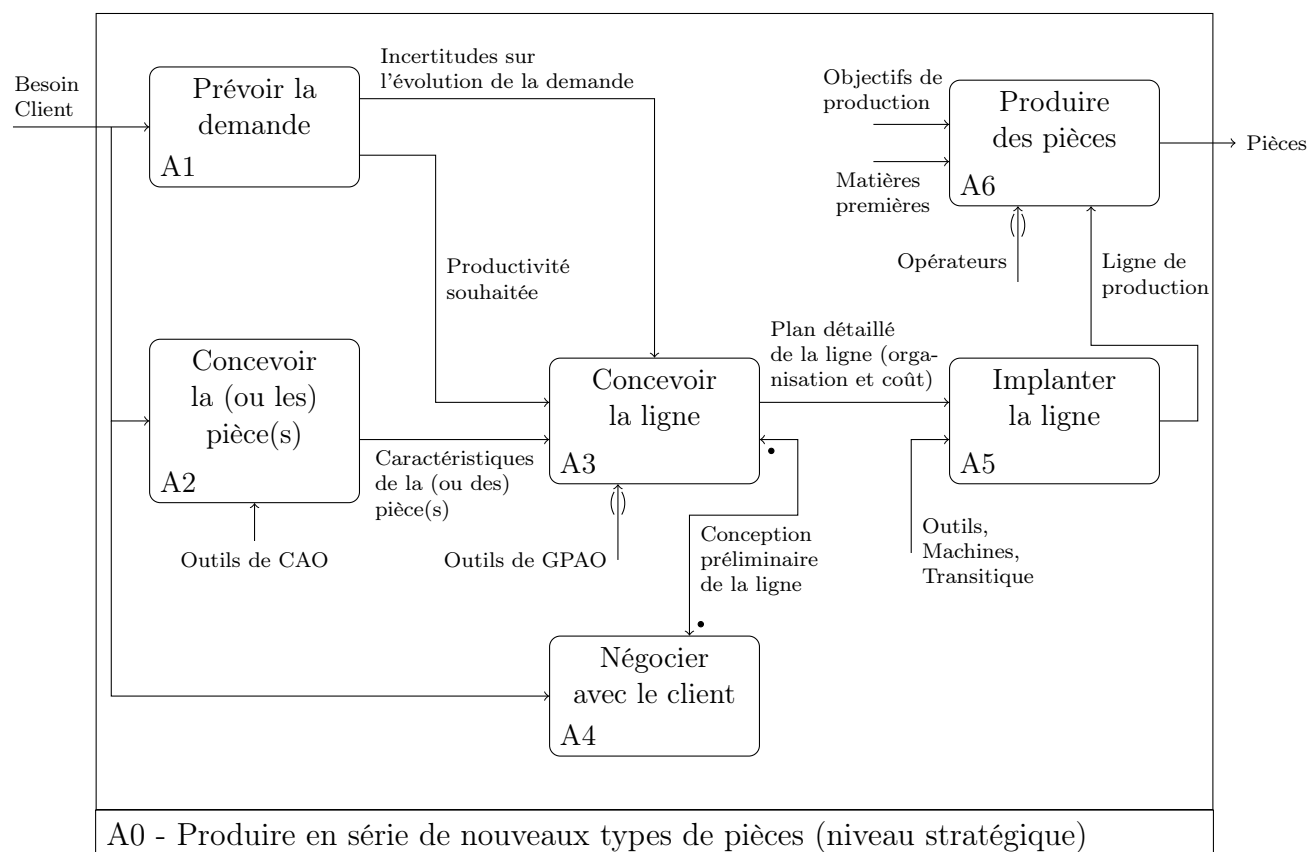 Besoin
Client
Prévoir la
demande
A1
Incertitudes sur
l'évolution de la demande
Productivité
souhaitée
Objectifs de
production
Matières
premières
Produire
des pièces
A6
Pièces
Opérateurs
Ligne de
production
Concevoir
la (ou les)
pièce(s)
A2
Outils de CAO
Caractéristiques
de la (ou des)
pièce(s)
Concevoir
la ligne
A3
Outils de GPAO
Plan détaillé
de la ligne (orga-
nisation et coût)
Implanter
la ligne
A5
Outils,
Machines,
Transitique
Conception
préliminaire
de la ligne
Négocier
avec le client
A4
A0 - Produire en série de nouveaux types de pièces (niveau stratégique)